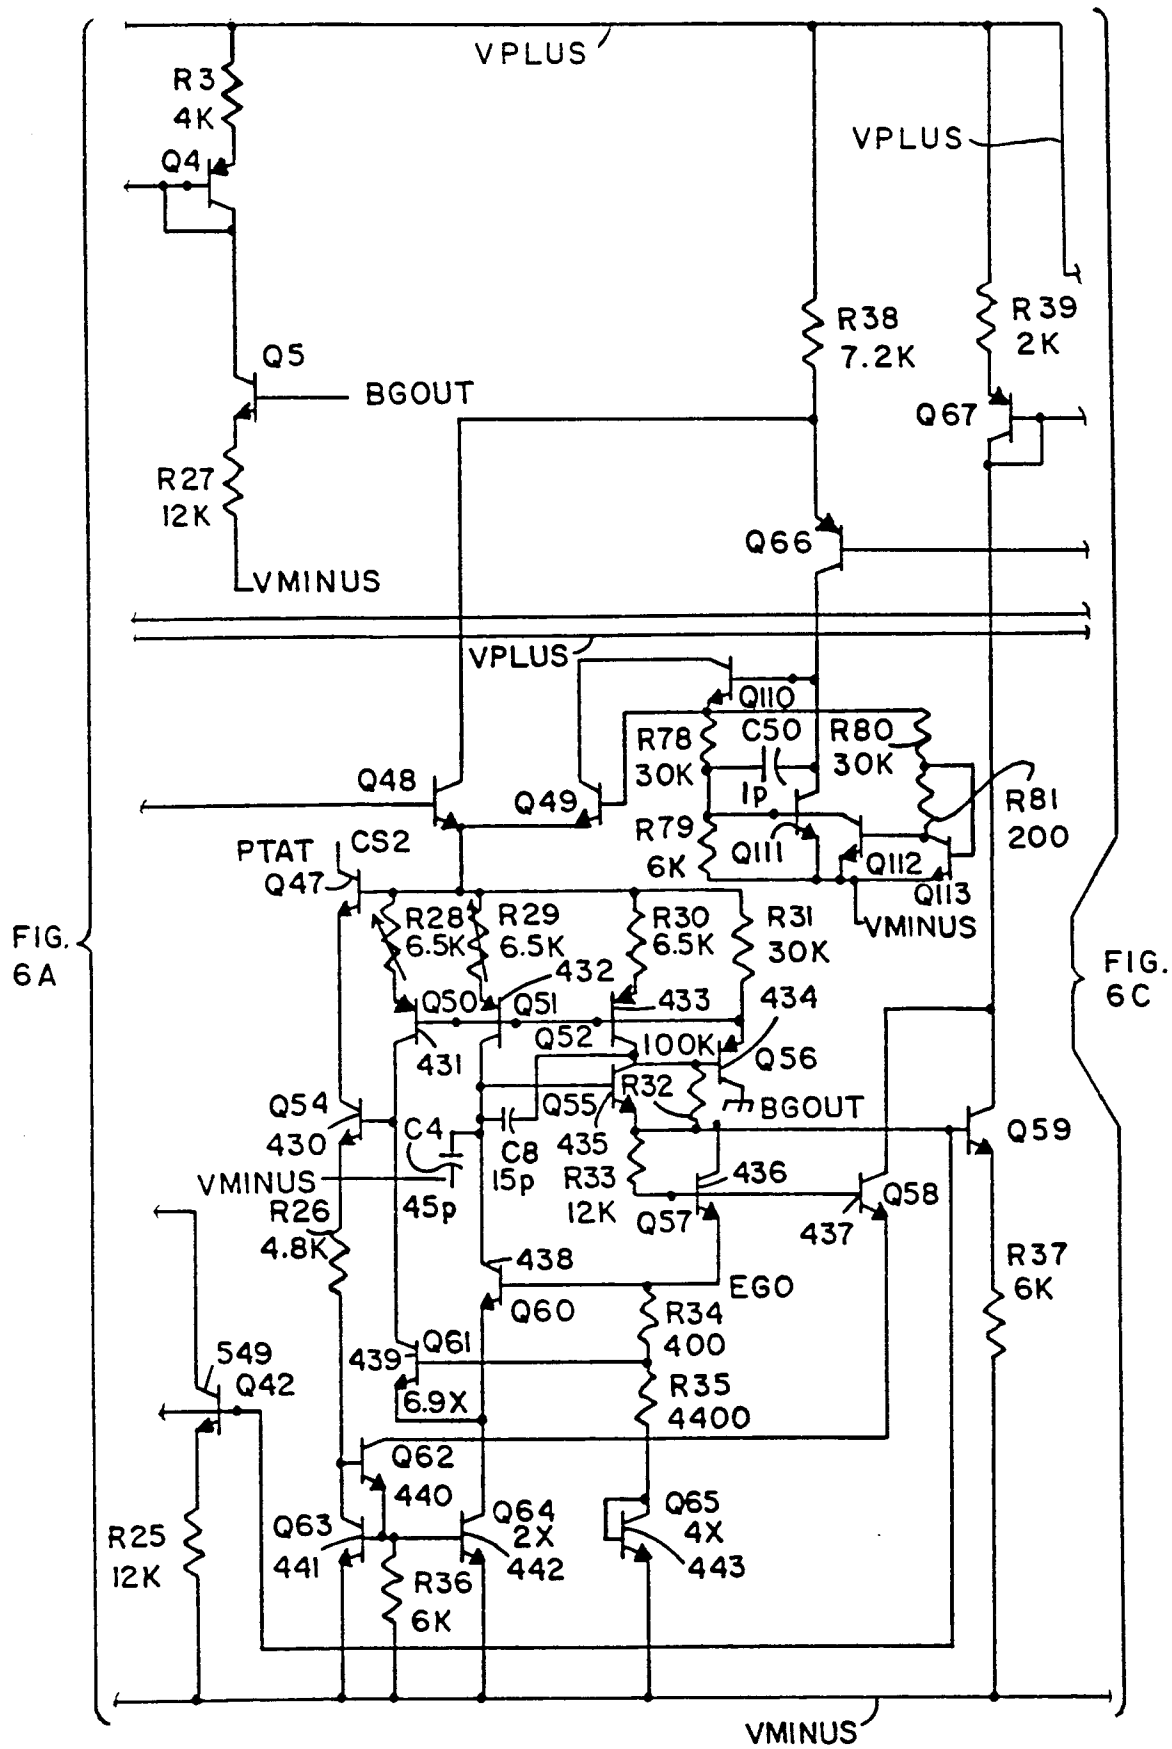 VPLUS
R3
4K
VPLUS
Q4
R38
7.2K
R39
2K
Q5
BGOUT
Q67
R27
12K
Q66
VMINUS
VPLUS
Q110
C50
R78
30K
R80
30K
Q48
Q49
1p
R81
200
R79
6K
Q111
Q112
Q113
PTAT
CS2
Q47
VMINUS
R28
6.5K
R29
6.5K
R30
6.5K
R31
30K
FIG.
6A
FIG.
6C
432
433
434
Q50
Q51
Q52
431
100K
Q56
R32
Q54
430
Q55
435
BGOUT
Q59
C4
C8
15p
45p
R33
12K
VMINUS
436
Q57
Q58
437
R26
4.8K
438
EGO
R37
6K
Q60
R34
400
Q61
439
6.9X
R35
4400
549
Q42
Q62
440
Q64
2X
442
Q65
4X
443
Q63
441
R25
12K
R36
6K
VMINUS